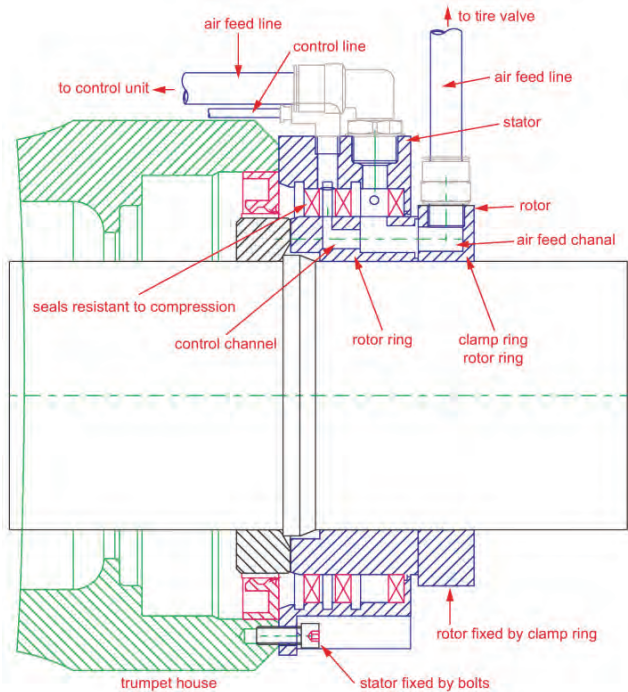 to tire valve
air feed line
control line
to control unit
air feed line
stator
rotor
air feed chanal
seals resistant to compression
control channel
rotor ring
clamp ring
rotor ring
rotor fixed by clamp ring
trumpet house
stator fixed by bolts